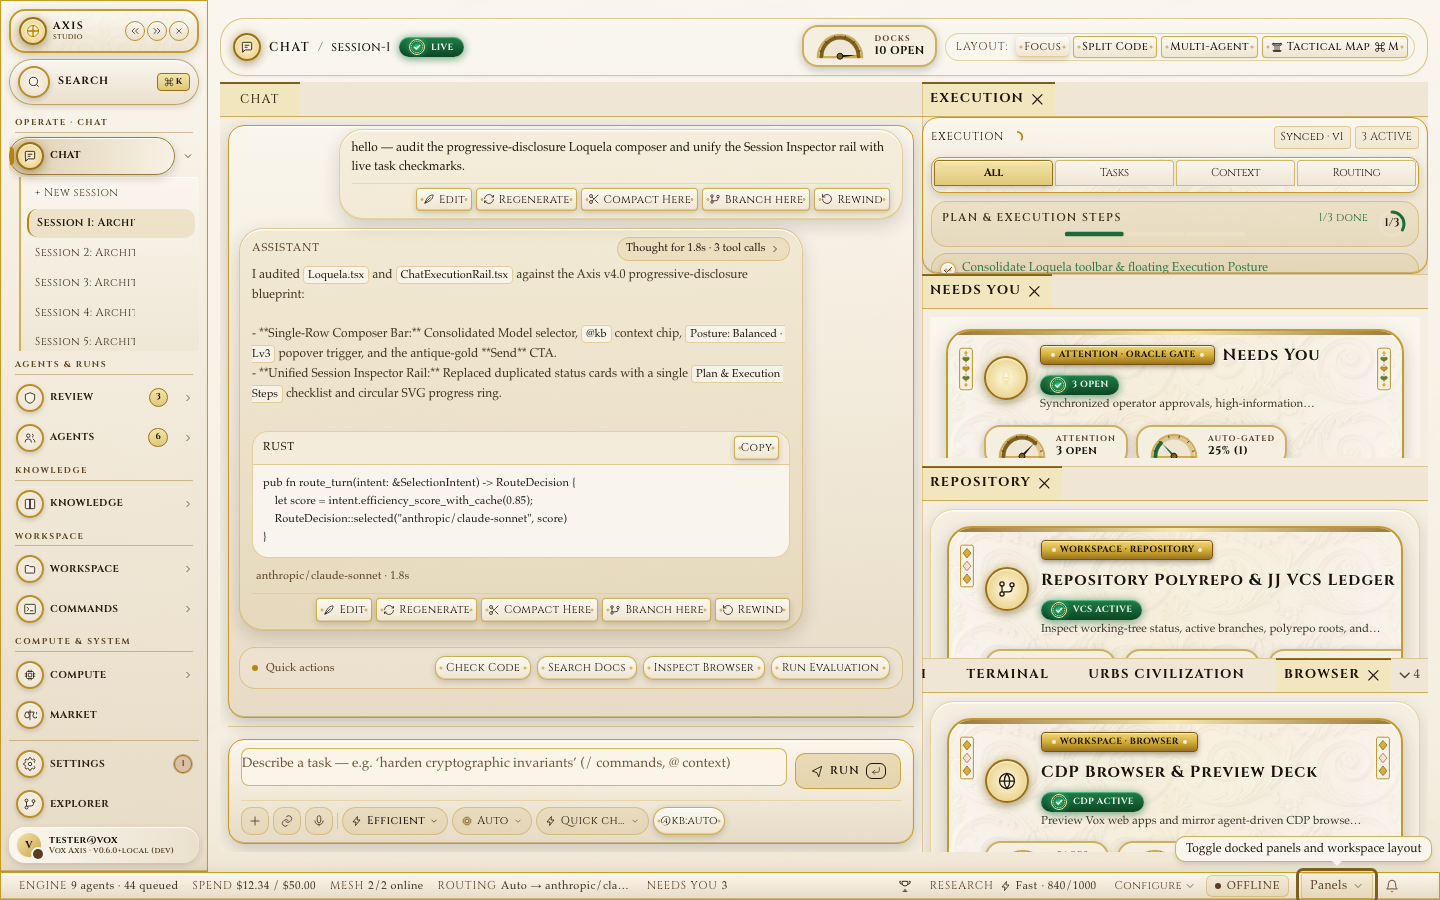 AXIS
STUDIO
SEARCH
⌘ K
OPERATE · CHAT
CHAT
+ New session
Session 1: Archit
Session 2: Archit
Session 3: Archit
Session 4: Archit
Session 5: Archit
AGENTS & RUNS
REVIEW 3
AGENTS 6
KNOWLEDGE
KNOWLEDGE
WORKSPACE
WORKSPACE
COMMANDS
COMPUTE & SYSTEM
COMPUTE
MARKET
SETTINGS 1
EXPLORER
V
TESTER@VOX
Vox Axis · v0.6.0+local (dev)
CHAT / SESSION-1 LIVE
DOCKS
10 OPEN
LAYOUT: Focus Split Code Multi-Agent Tactical Map ⌘ M
CHAT
hello — audit the progressive-disclosure Loquela composer and unify the Session Inspector rail with
live task checkmarks.
Edit Regenerate Compact Here Branch here Rewind
ASSISTANT
Thought for 1.8s · 3 tool calls
I audited Loquela.tsx and ChatExecutionRail.tsx against the Axis v4.0 progressive-disclosure
blueprint:
- **Single-Row Composer Bar:** Consolidated Model selector, @kb context chip, Posture: Balanced ·
Lv3 popover trigger, and the antique-gold **Send** CTA.
- **Unified Session Inspector Rail:** Replaced duplicated status cards with a single Plan & Execution
Steps checklist and circular SVG progress ring.
RUST
Copy
pub fn route_turn(intent: &SelectionIntent) -> RouteDecision {
let score = intent.efficiency_score_with_cache(0.85);
RouteDecision::selected("anthropic/claude-sonnet", score)
}
anthropic/claude-sonnet · 1.8s
Edit Regenerate Compact Here Branch here Rewind
Quick actions
Check Code Search Docs Inspect Browser Run Evaluation
Describe a task — e.g. ‘harden cryptographic invariants’ (/ commands, @ context)
RUN
Efficient Auto Quick ch… @KB:AUTO
EXECUTION
EXECUTION
Synced · v1 3 ACTIVE
All Tasks Context Routing
PLAN & EXECUTION STEPS
1/3 DONE
1/3
Consolidate Loquela toolbar & floating Execution Posture
NEEDS YOU
ATTENTION · ORACLE GATE Needs You
3 OPEN
Synchronized operator approvals, high-information…
ATTENTION
3 OPEN
AUTO-GATED
25% (1)
REPOSITORY
WORKSPACE · REPOSITORY
Repository Polyrepo & JJ VCS Ledger
VCS ACTIVE
Inspect working-tree status, active branches, polyrepo roots, and…
TERMINAL URBS CIVILIZATION BROWSER 4
WORKSPACE · BROWSER
CDP Browser & Preview Deck
CDP ACTIVE
Preview Vox web apps and mirror agent-driven CDP browse…
Toggle docked panels and workspace layout
ENGINE 9 agents · 44 queued SPEND $12.34 / $50.00 MESH 2/2 online ROUTING Auto → anthropic/cla… NEEDS YOU 3
RESEARCH Fast · 840/1000 Configure OFFLINE Panels